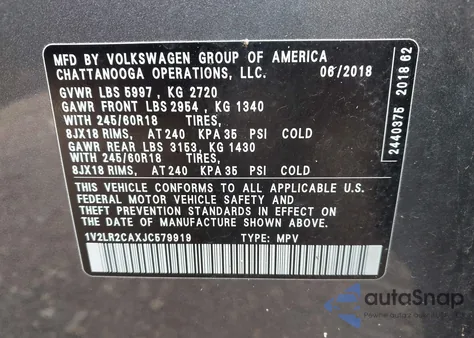 MFD BY VOLKSWAGEN GROUP OF AMERICA
CHATTANOOGA OPERATIONS, LLC. 06/2018
GVWR LBS 5997, KG 2720
GAWR FRONT LBS 2954, KG 1340
WITH 245/60R18 TIRES,
8JX18 RIMS, AT 240 KPA 35 PSI COLD
GAWR REAR LBS 3153, KG 1430
WITH 245/60R18 TIRES,
8JX18 RIMS, AT 240 KPA 35 PSI COLD
THIS VEHICLE CONFORMS TO ALL APPLICABLE U.S.
FEDERAL MOTOR VEHICLE SAFETY AND
THEFT PREVENTION STANDARDS IN EFFECT ON
THE DATE OF MANUFACTURE SHOWN ABOVE
1V2LR2CAXJC579919 TYPE: MPV
2440375 2018 62
autoSnap